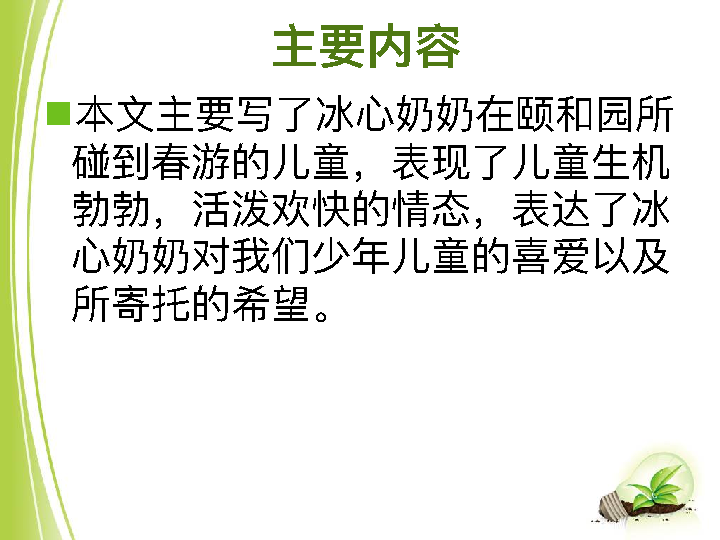 主要内容
本文主要写了冰心奶奶在颐和园所
碰到春游的儿童，表现了儿童生机
勃勃，活泼欢快的情态，表达了冰
心奶奶对我们少年儿童的喜爱以及
所寄托的希望。